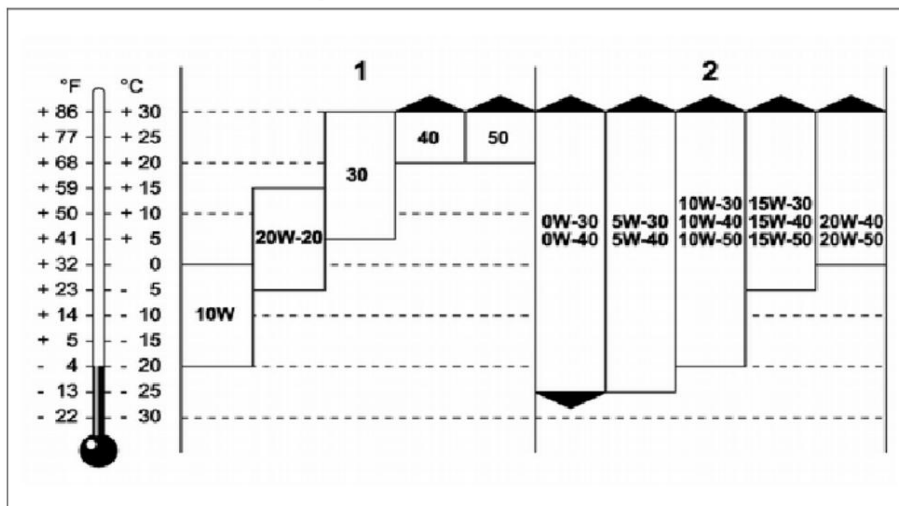 1 2
°F °C
+ 86 + 30
+ 77 + 25
+ 68 + 20
+ 59 + 15
+ 50 + 10
+ 41 + 5
+ 32 0
+ 23 - 5
+ 14 - 10
+ 5 - 15
- 4 - 20
- 13 - 25
- 22 - 30
10W
20W-20
30
40
50
0W-30
0W-40
5W-30
5W-40
10W-30
10W-40
10W-50
15W-30
15W-40
15W-50
20W-40
20W-50